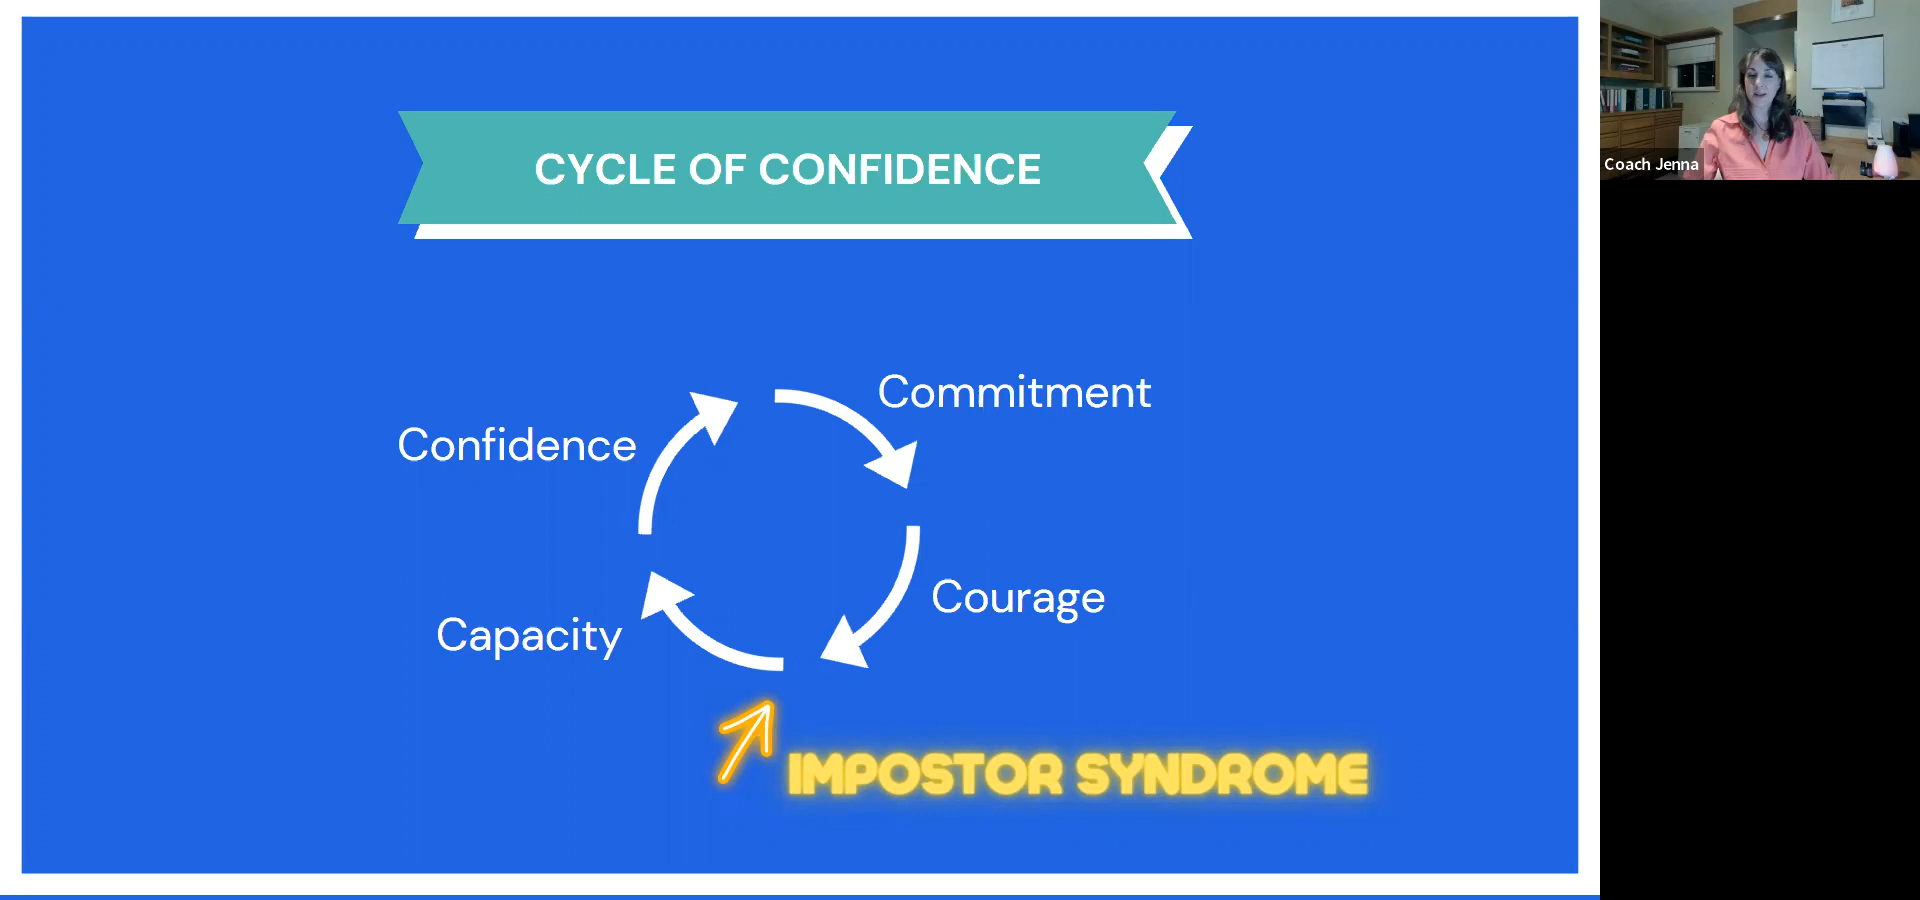 CYCLE OF CONFIDENCE
Commitment
Confidence
Courage
Capacity
IMPOSTOR SYNDROME
Coach Jenna